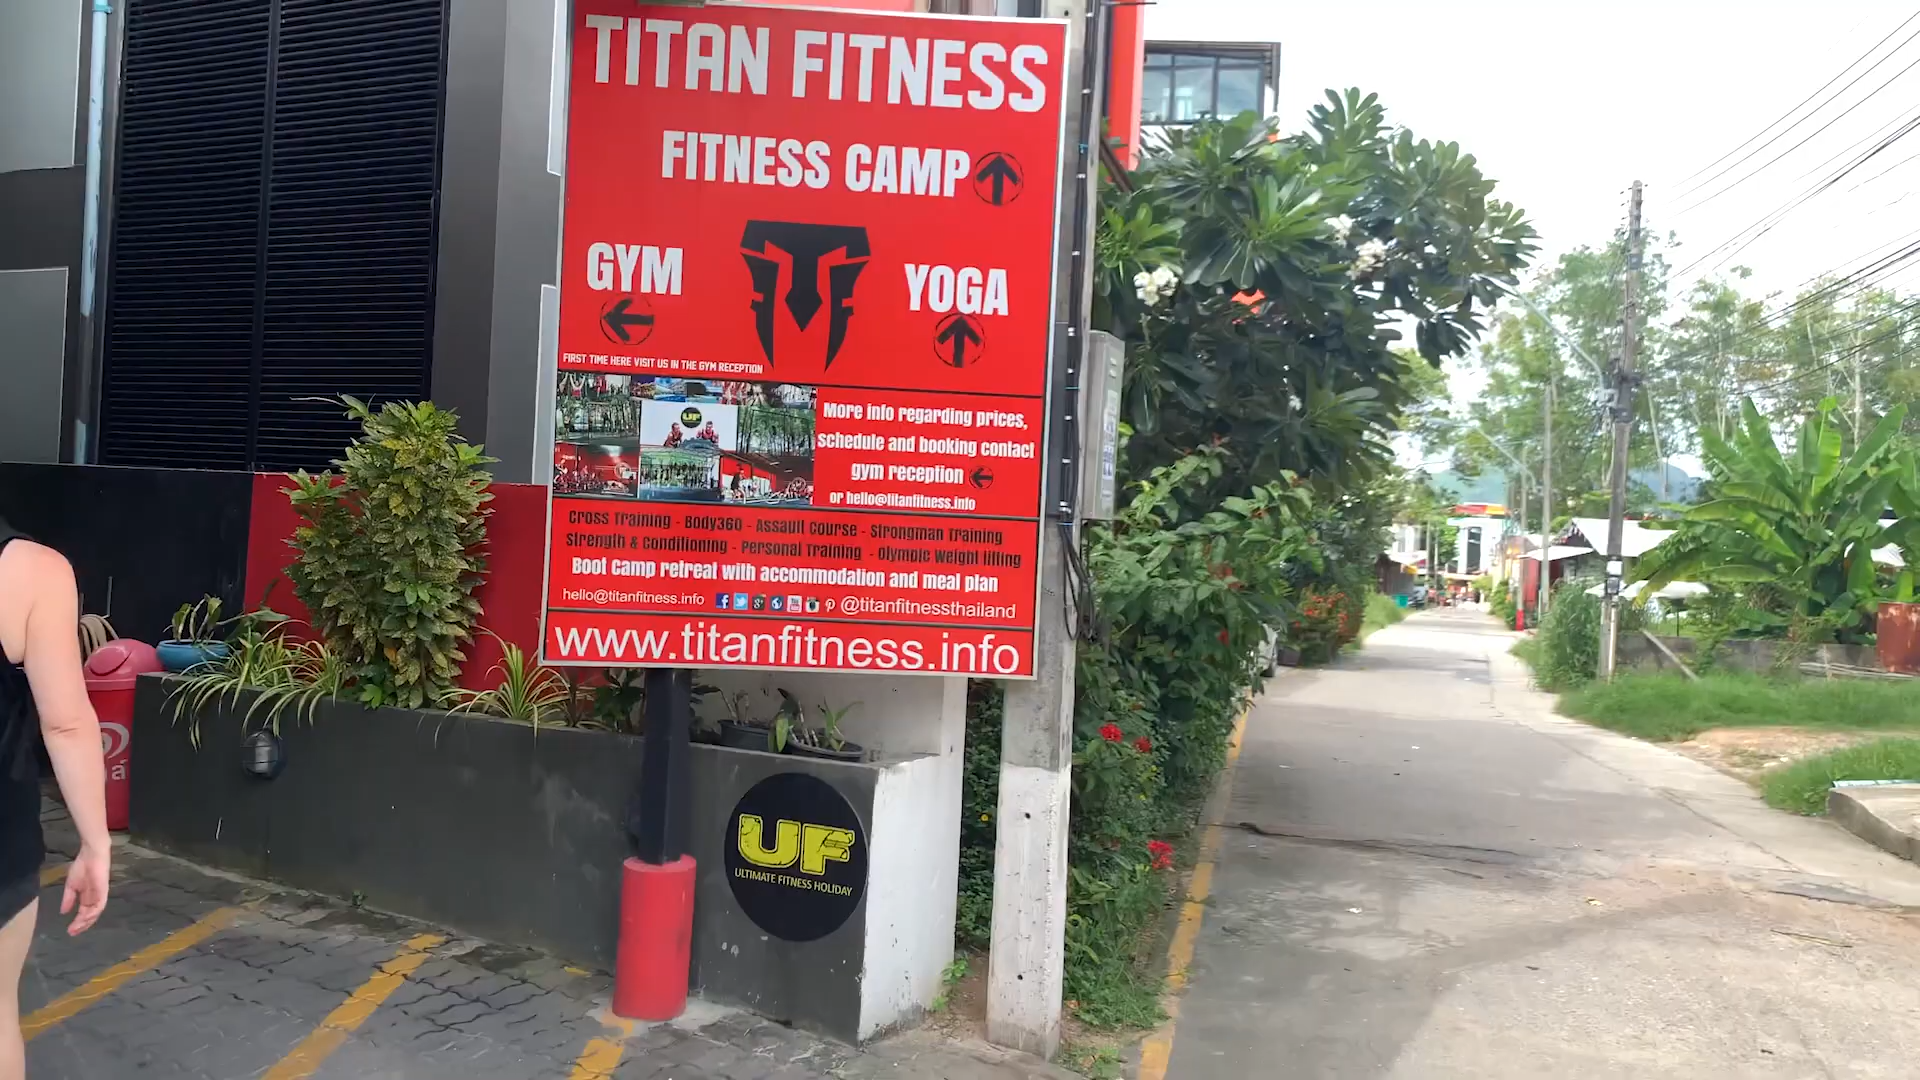 TITAN FITNESS
FITNESS CAMP
GYM
YOGA
FIRST TIME HERE VISIT US IN THE GYM RECEPTION
UF
More info regarding prices,
schedule and booking contact
gym reception
or hello@titanfitness.info
Cross Training - Body360 - Assault Course - Strongman Training
Strength & Conditioning - Personal Training - Olympic Weight lifting
Boot camp retreat with accommodation and meal plan
hello@titanfitness.info @titanfitnessthailand
www.titanfitness.info
UF
ULTIMATE FITNESS HOLIDAY